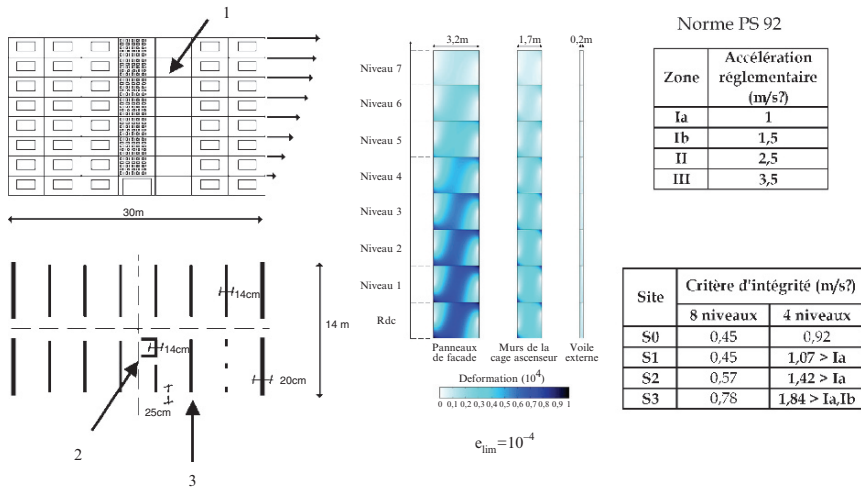 1
30m
14cm
14cm
14 m
20cm
25cm
2
3
3,2m
1,7m
0,2m
Niveau 7
Niveau 6
Niveau 5
Niveau 4
Niveau 3
Niveau 2
Niveau 1
Rdc
Panneaux
de facade
Murs de la
cage ascenseur
Voile
externe
Deformation (10⁴)
0 0,1 0,2 0,3 0,4 0,5 0,6 0,7 0,8 0,9 1
e_lim=10⁻⁴
Norme PS 92
Zone
Accélération
réglementaire
(m/s?)
Ia 1
Ib 1,5
II 2,5
III 3,5
Site
Critère d'intégrité (m/s?)
8 niveaux 4 niveaux
S0 0,45 0,92
S1 0,45 1,07 > Ia
S2 0,57 1,42 > Ia
S3 0,78 1,84 > Ia,Ib